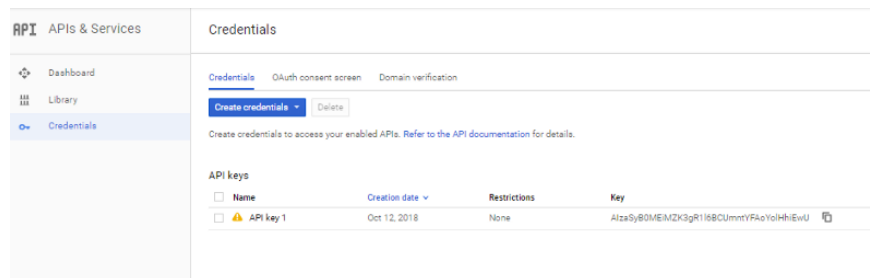 API APIs & Services
Credentials
Dashboard
Library
Credentials
Credentials OAuth consent screen Domain verification
Create credentials Delete
Create credentials to access your enabled APIs. Refer to the API documentation for details.
API keys
Name Creation date Restrictions Key
API key 1 Oct 12, 2018 None